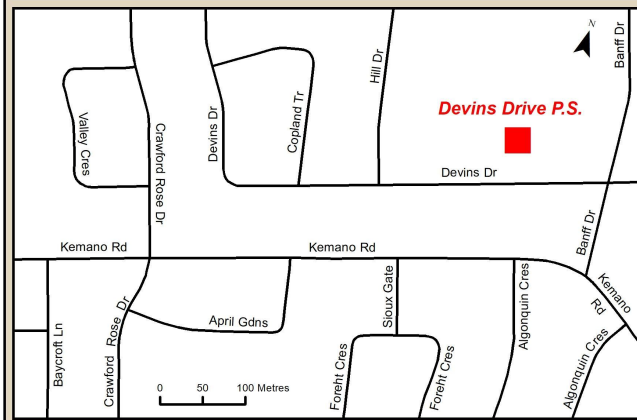 N
Banff Dr
Hill Dr
Devins Drive P.S.
Valley Cres
Crawford Rose Dr
Devins Dr
Copland Tr
Devins Dr
Banff Dr
Kemano Rd
Kemano Rd
Kemano Rd
Baycroft Ln
Crawford Rose Dr
April Gdns
Sioux Gate
Algonquin Cres
Foreht Cres
Foreht Cres
Algonquin Cres
0 50 100 Metres